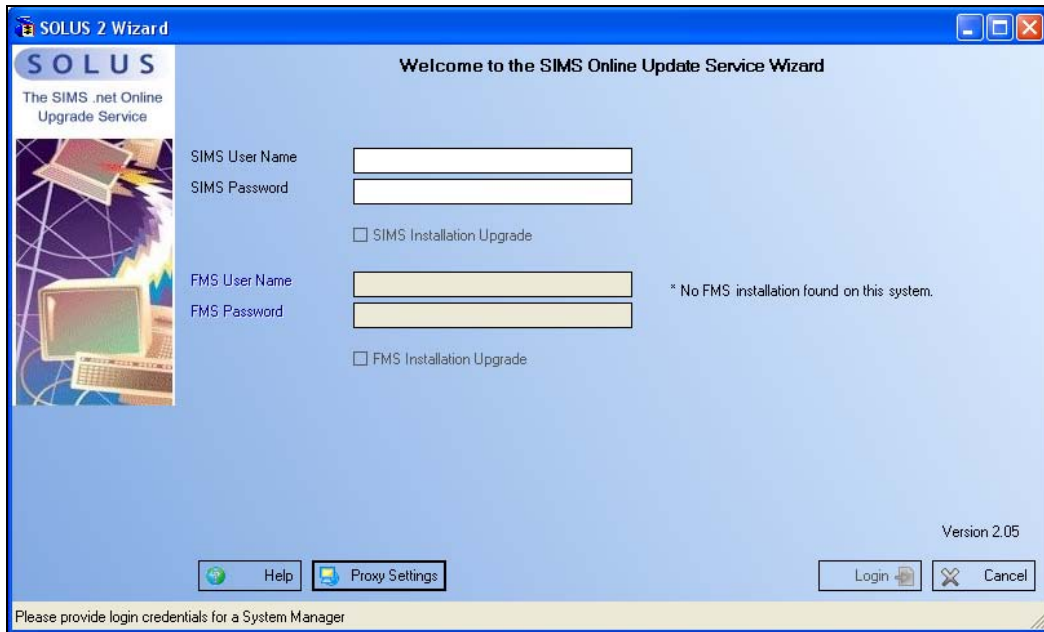 SOLUS 2 Wizard
SOLUS
The SIMS .net Online
Upgrade Service
Welcome to the SIMS Online Update Service Wizard
SIMS User Name
SIMS Password
SIMS Installation Upgrade
FMS User Name
* No FMS installation found on this system.
FMS Password
FMS Installation Upgrade
Version 2.05
Help
Proxy Settings
Login
Cancel
Please provide login credentials for a System Manager